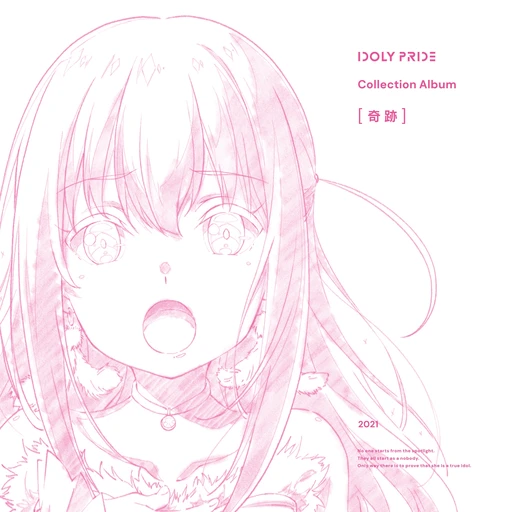 IDOLY PRIDE
Collection Album
[ 奇跡 ]
2021
No one starts from the spotlight.
They all start as a nobody.
Only way there is to prove that she is a true idol.